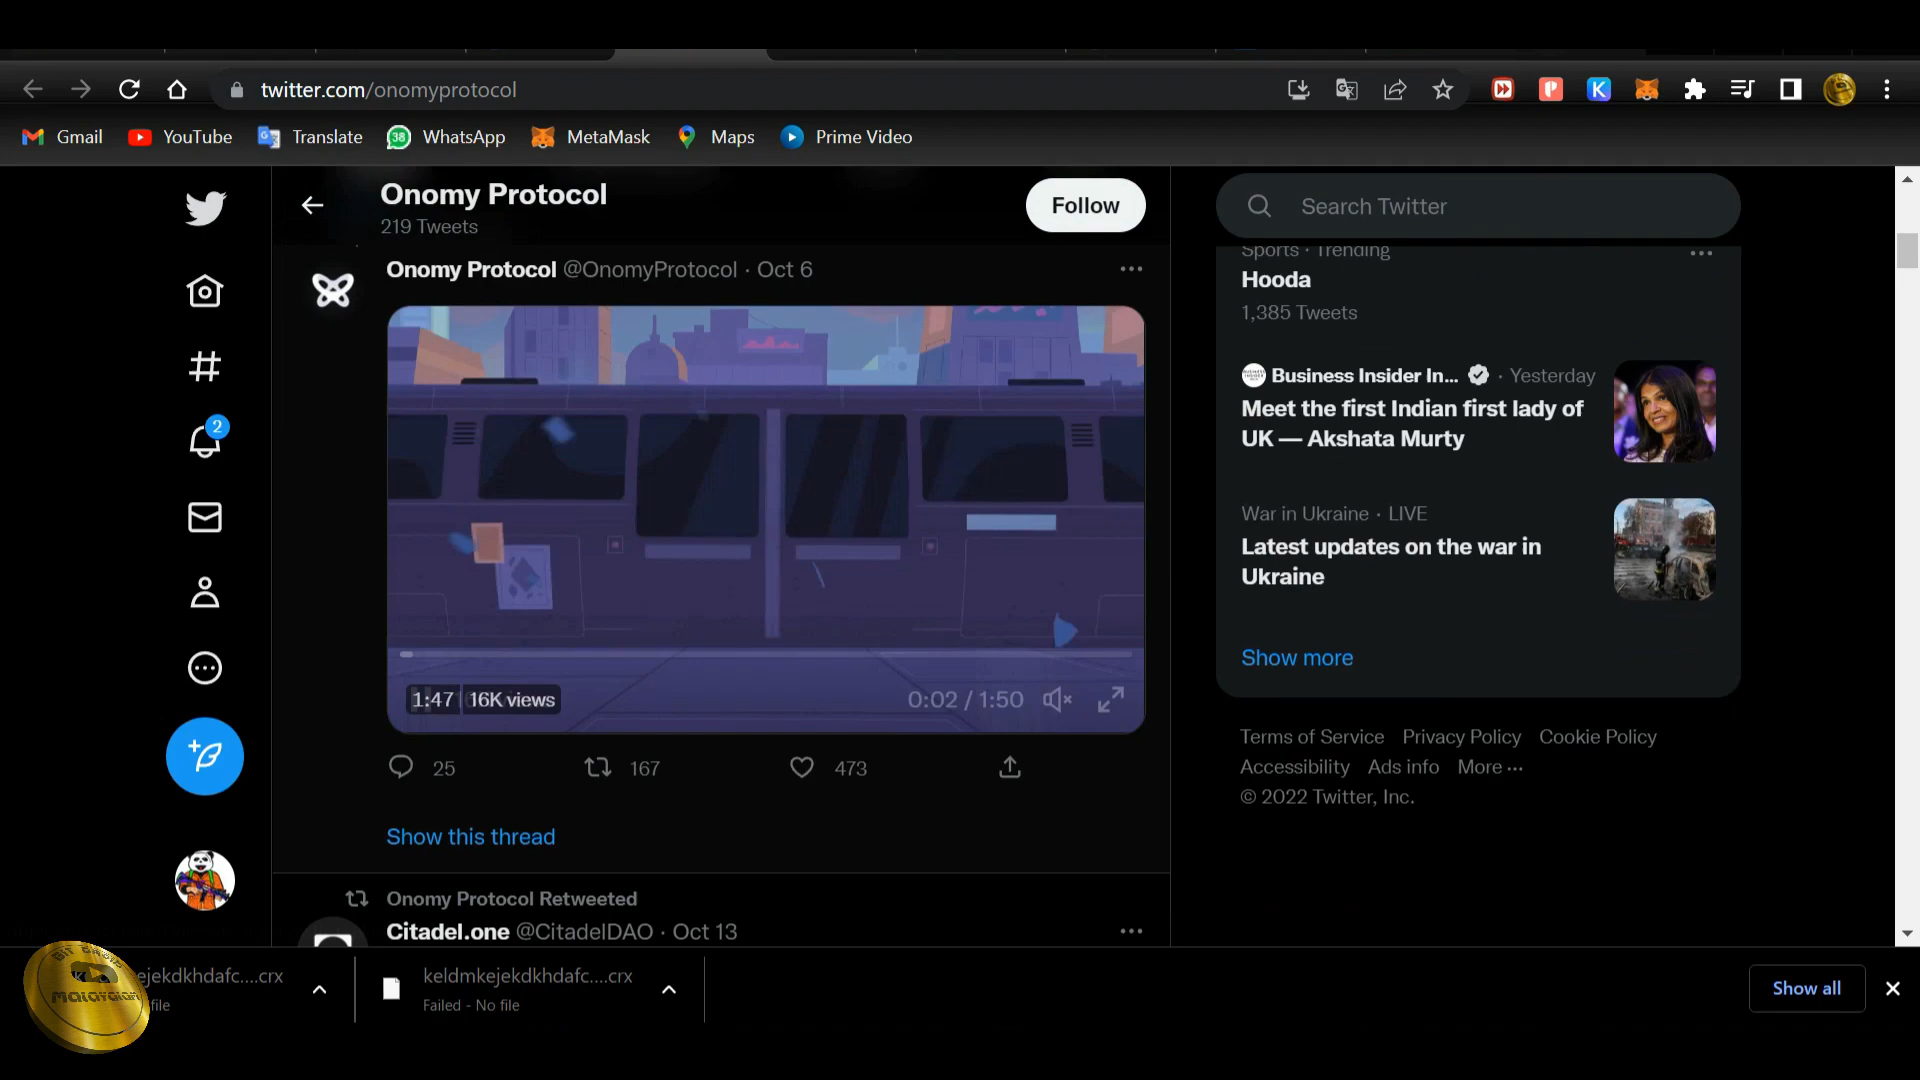 twitter.com/onomyprotocol
Gmail
YouTube
Translate
38
WhatsApp
MetaMask
Maps
Prime Video
Onomy Protocol
219 Tweets
Follow
Search Twitter
Onomy Protocol @OnomyProtocol · Oct 6
2
1:47
16K views
0:02 / 1:50
25
167
473
Show this thread
Onomy Protocol Retweeted
Citadel.one @CitadelDAO · Oct 13
Sports · Trending
Hooda
1,385 Tweets
Business Insider In... · Yesterday
Meet the first Indian first lady of
UK — Akshata Murty
War in Ukraine · LIVE
Latest updates on the war in
Ukraine
Show more
Terms of Service Privacy Policy Cookie Policy
Accessibility Ads info More ···
© 2022 Twitter, Inc.
ejekdkhdafc....crx
file
keldmkejekdkhdafc....crx
Failed - No file
Show all